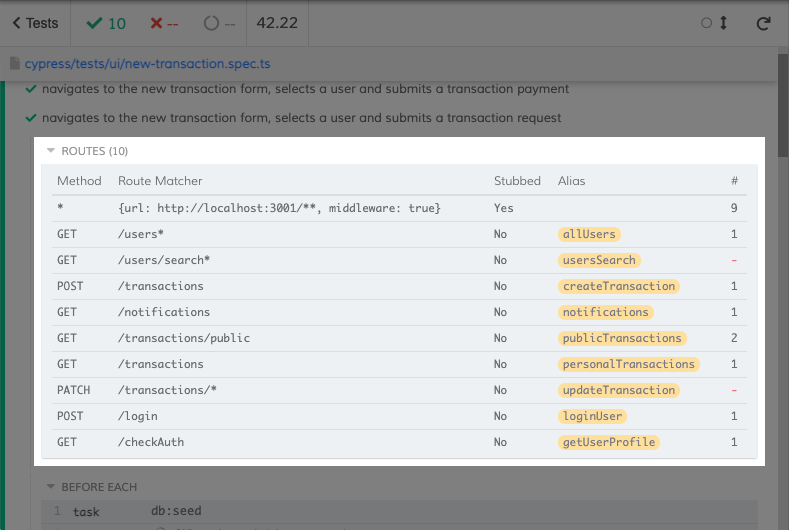 Tests 10 -- -- 42.22
cypress/tests/ui/new-transaction.spec.ts
navigates to the new transaction form, selects a user and submits a transaction payment
navigates to the new transaction form, selects a user and submits a transaction request
ROUTES (10)
Method Route Matcher Stubbed Alias #
* {url: http://localhost:3001/**, middleware: true} Yes 9
GET /users* No allUsers 1
GET /users/search* No usersSearch -
POST /transactions No createTransaction 1
GET /notifications No notifications 1
GET /transactions/public No publicTransactions 2
GET /transactions No personalTransactions 1
PATCH /transactions/* No updateTransaction -
POST /login No loginUser 1
GET /checkAuth No getUserProfile 1
BEFORE EACH
1 task db:seed